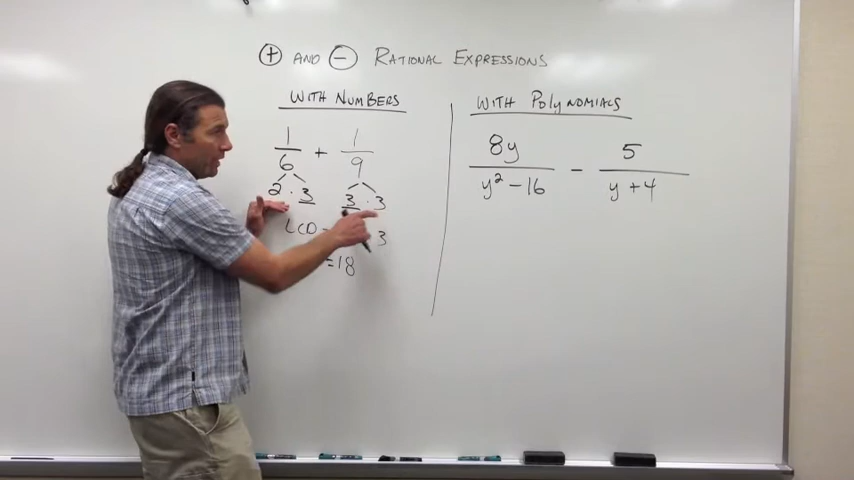 + AND - RATIONAL EXPRESSIONS
WITH NUMBERS
1/6 + 1/9
2 · 3 3 · 3
LCD = 3
= 18
WITH POLYNOMIALS
8y/(y² - 16) - 5/(y + 4)